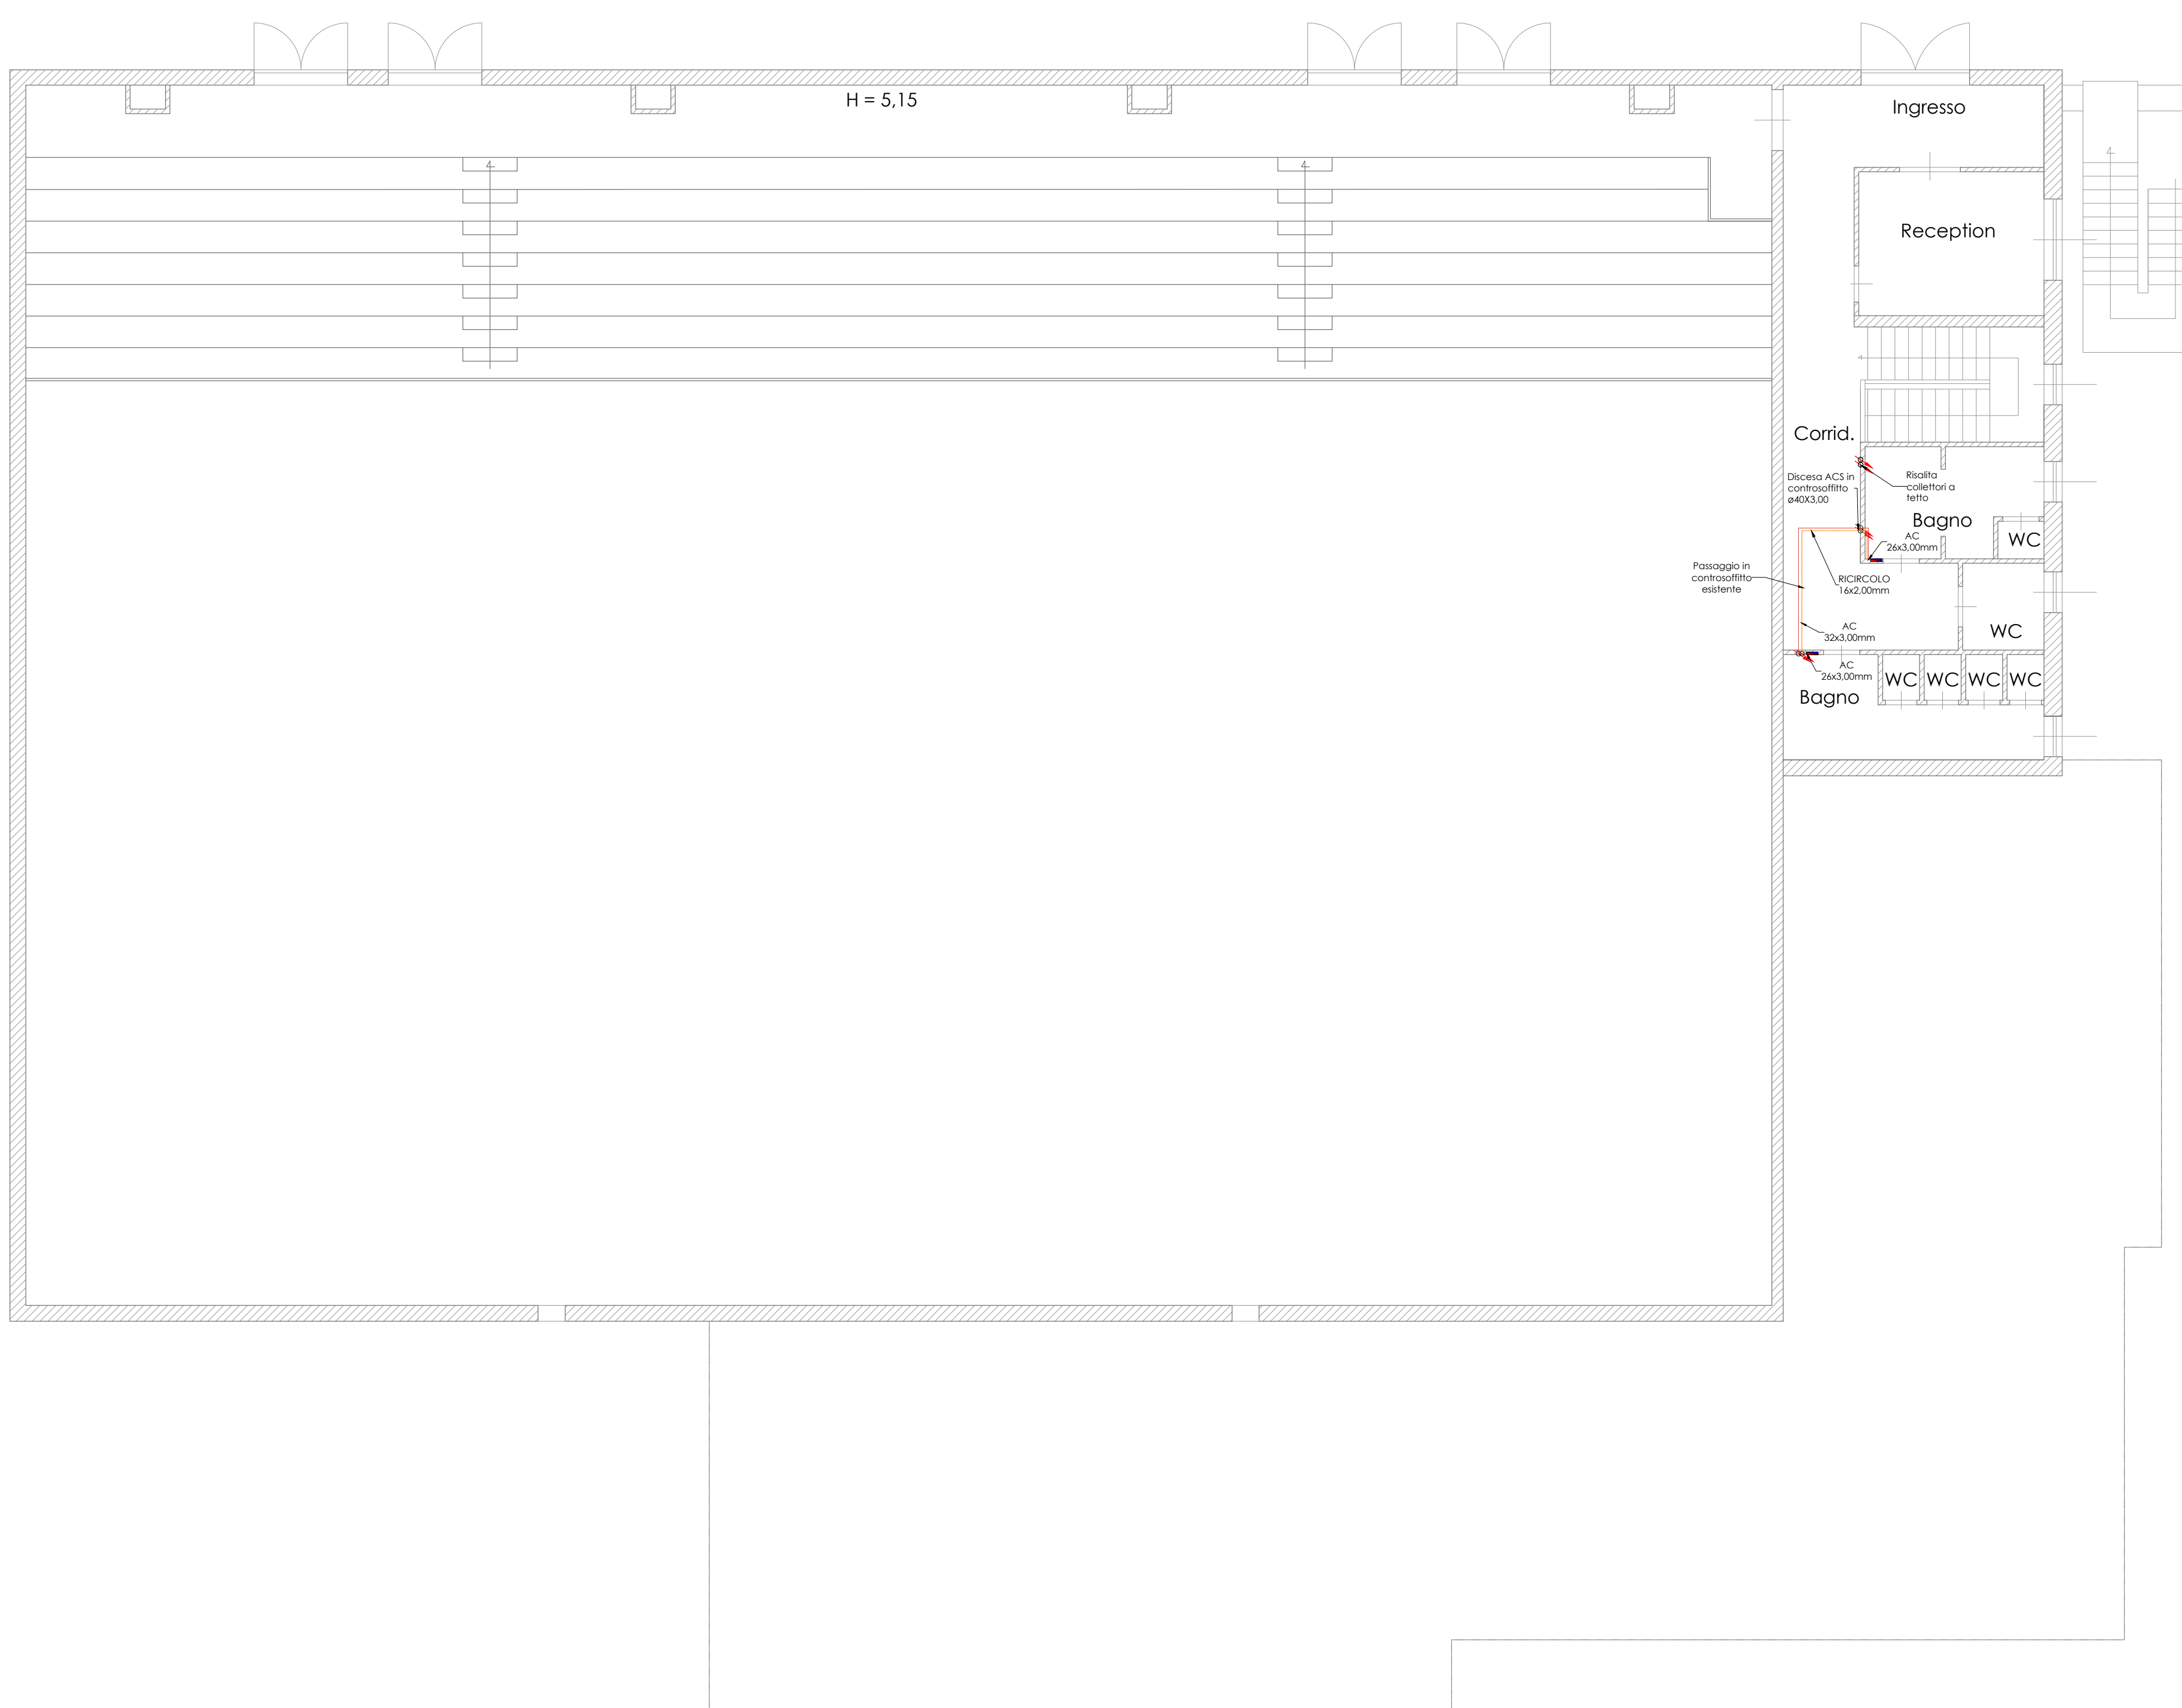 H = 5,15
Ingresso
Reception
Corrid.
Discesa ACS in
controsoffitto
ø40X3,00
Risalita
collettori a
tetto
Bagno
WC
AC
26x3,00mm
Passaggio in
controsoffitto
esistente
RICIRCOLO
16x2,00mm
AC
32x3,00mm
WC
AC
26x3,00mm
WC WC WC WC
Bagno